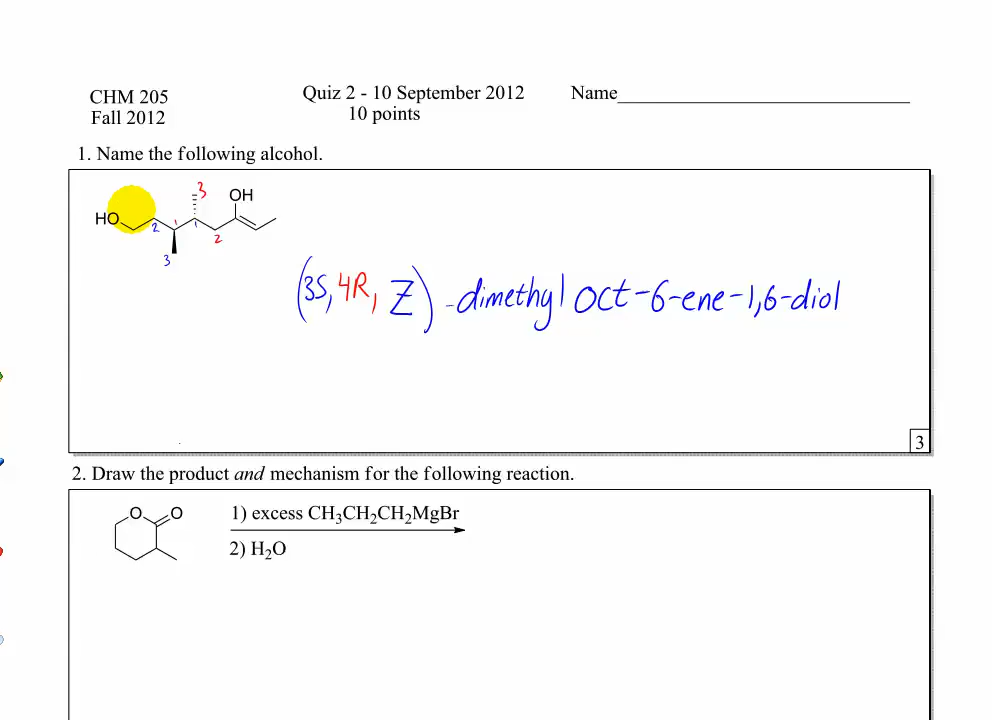 CHM 205 Quiz 2 - 10 September 2012 Name
Fall 2012 10 points
1. Name the following alcohol.
3 OH
HO 2 1 1 2
3
(3S, 4R, Z) -dimethyl oct-6-ene-1,6-diol
3
2. Draw the product and mechanism for the following reaction.
O O 1) excess CH₃CH₂CH₂MgBr
2) H₂O